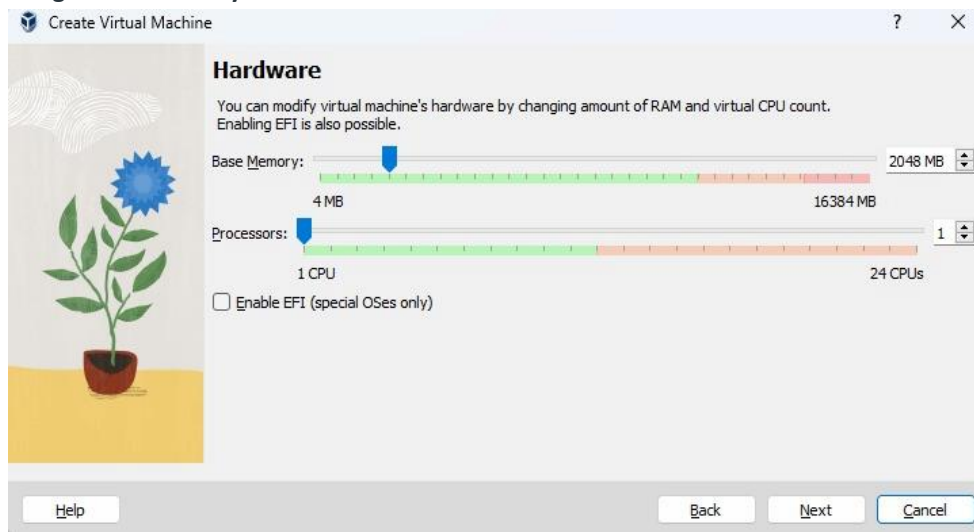 Create Virtual Machine
?
Hardware
You can modify virtual machine's hardware by changing amount of RAM and virtual CPU count.
Enabling EFI is also possible.
Base Memory:
2048 MB
4 MB
16384 MB
Processors:
1
1 CPU
24 CPUs
Enable EFI (special OSes only)
Help
Back
Next
Cancel